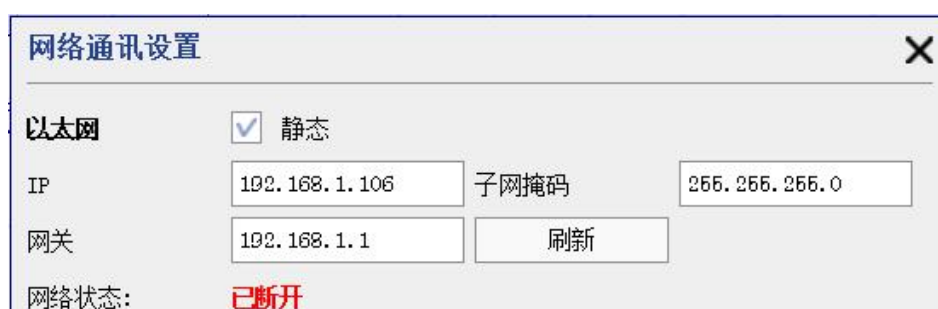 网络通讯设置
以太网 静态
IP 192.168.1.106 子网掩码 255.255.255.0
网关 192.168.1.1 刷新
网络状态: 已断开